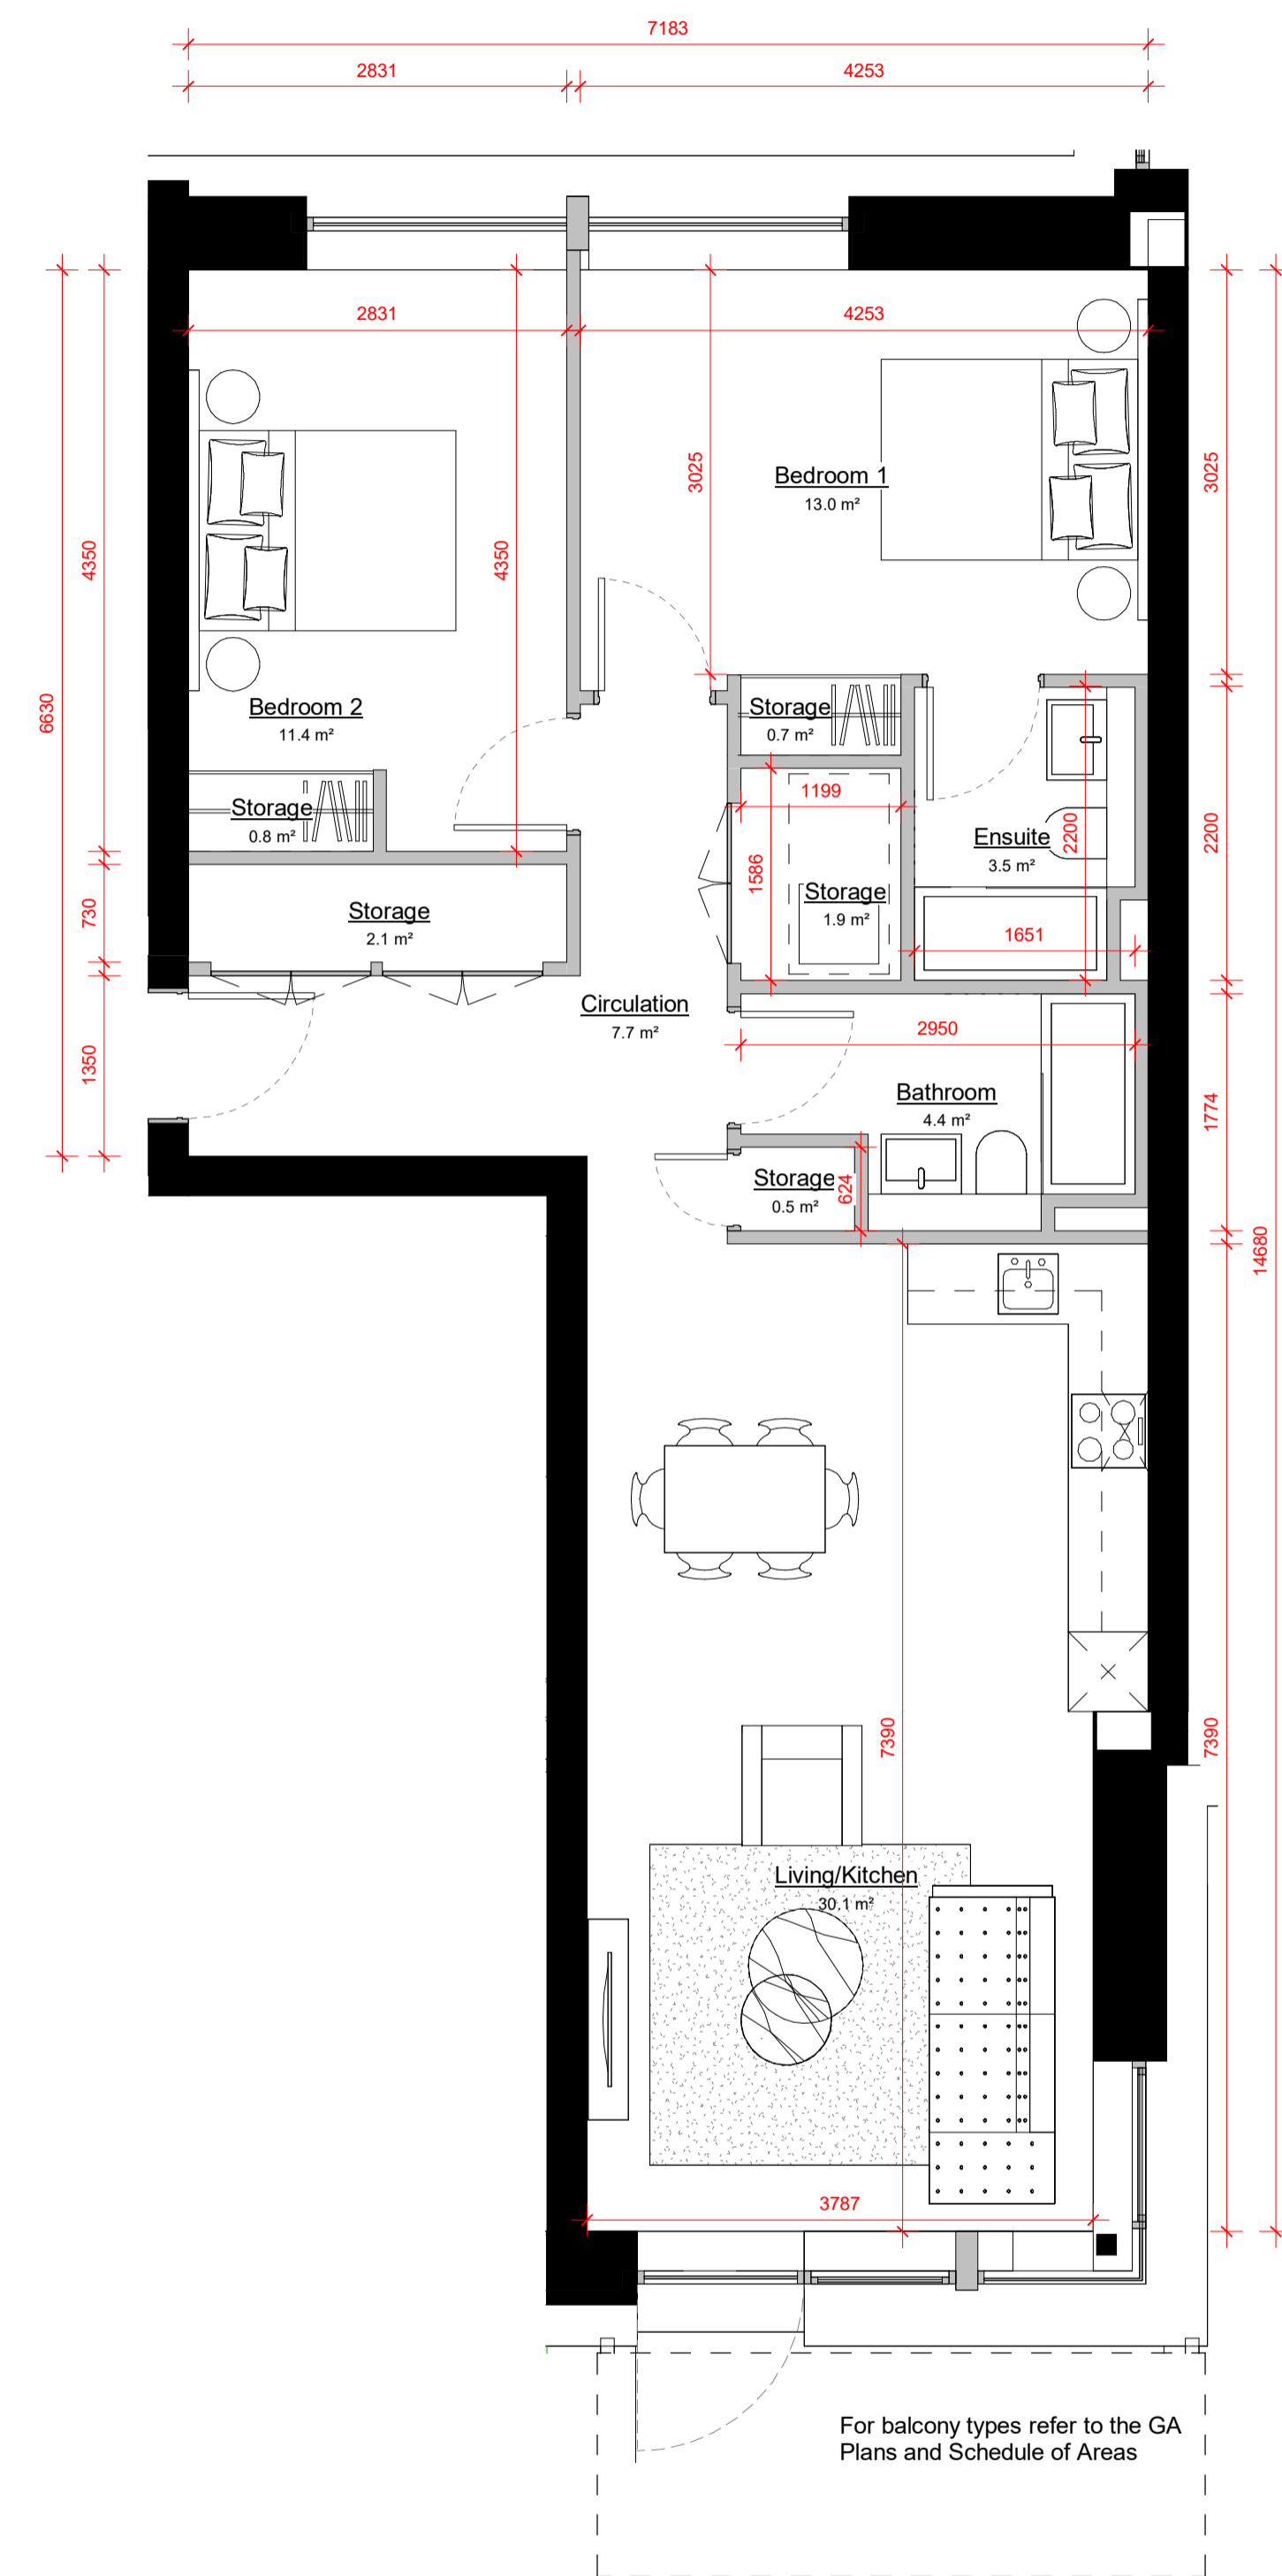 7183
2831
4253
2831
4253
3025
Bedroom 1
13.0 m²
3025
4350
4350
6630
Bedroom 2
11.4 m²
Storage
0.7 m²
Storage
0.8 m²
1199
1586
Storage
1.9 m²
Ensuite
3.5 m²
2200
2200
730
Storage
2.1 m²
1651
Circulation
7.7 m²
2950
1350
Bathroom
4.4 m²
1774
Storage
0.5 m²
624
14680
7390
7390
Living/Kitchen
30.1 m²
3787
For balcony types refer to the GA
Plans and Schedule of Areas